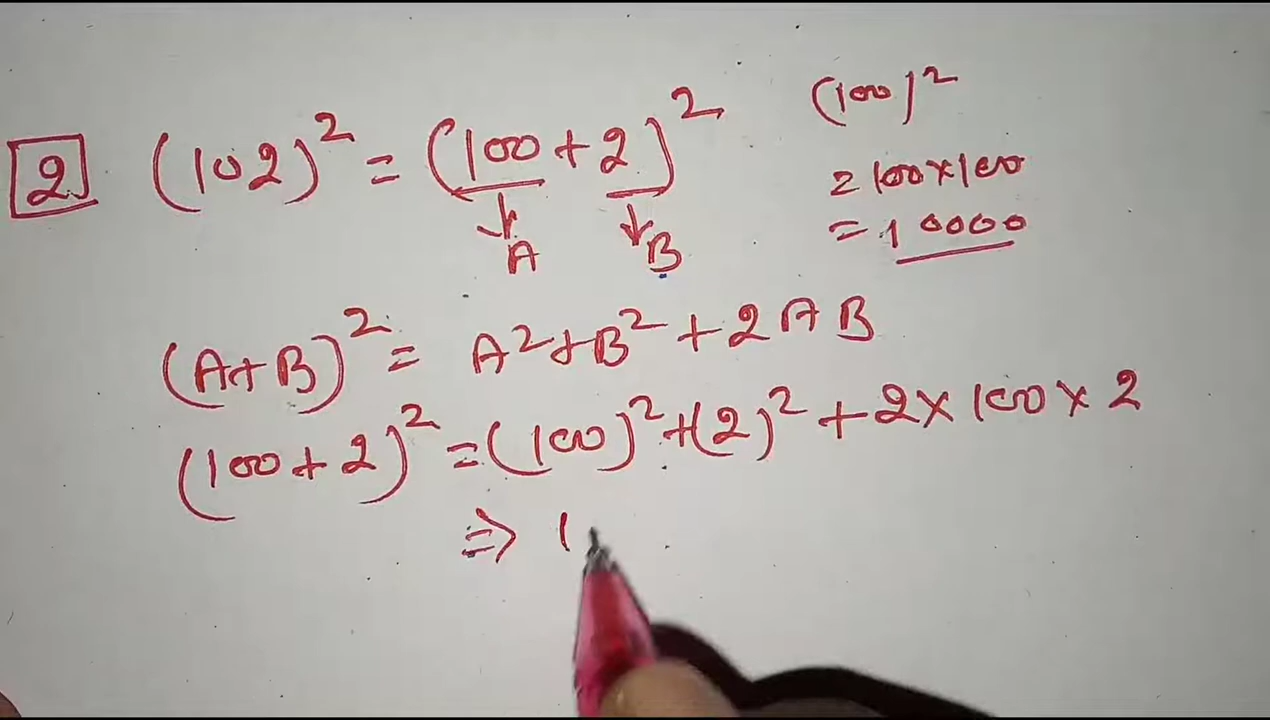 2 (102)² = (100 + 2)²
A B
(100)²
= 100×100
= 10000
(A+B)² = A²+B² + 2AB
(100+2)² = (100)²+(2)² + 2×100×2
⇒ 1